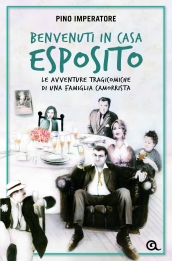 PINO IMPERATORE
BENVENUTI IN CASA
ESPOSITO
LE AVVENTURE TRAGICOMICHE
DI UNA FAMIGLIA CAMORRISTA